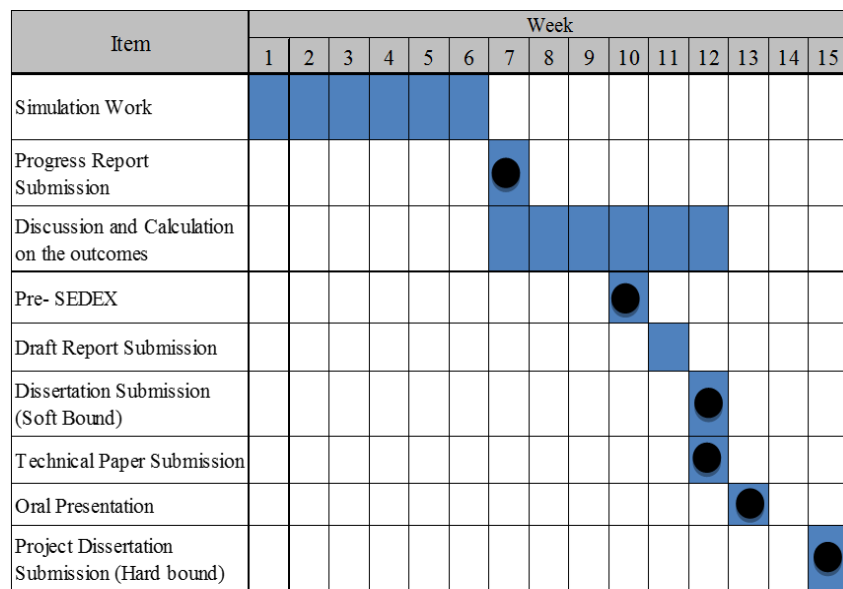 Item
Week
1 2 3 4 5 6 7 8 9 10 11 12 13 14 15
Simulation Work
Progress Report
Submission
Discussion and Calculation
on the outcomes
Pre- SEDEX
Draft Report Submission
Dissertation Submission
(Soft Bound)
Technical Paper Submission
Oral Presentation
Project Dissertation
Submission (Hard bound)